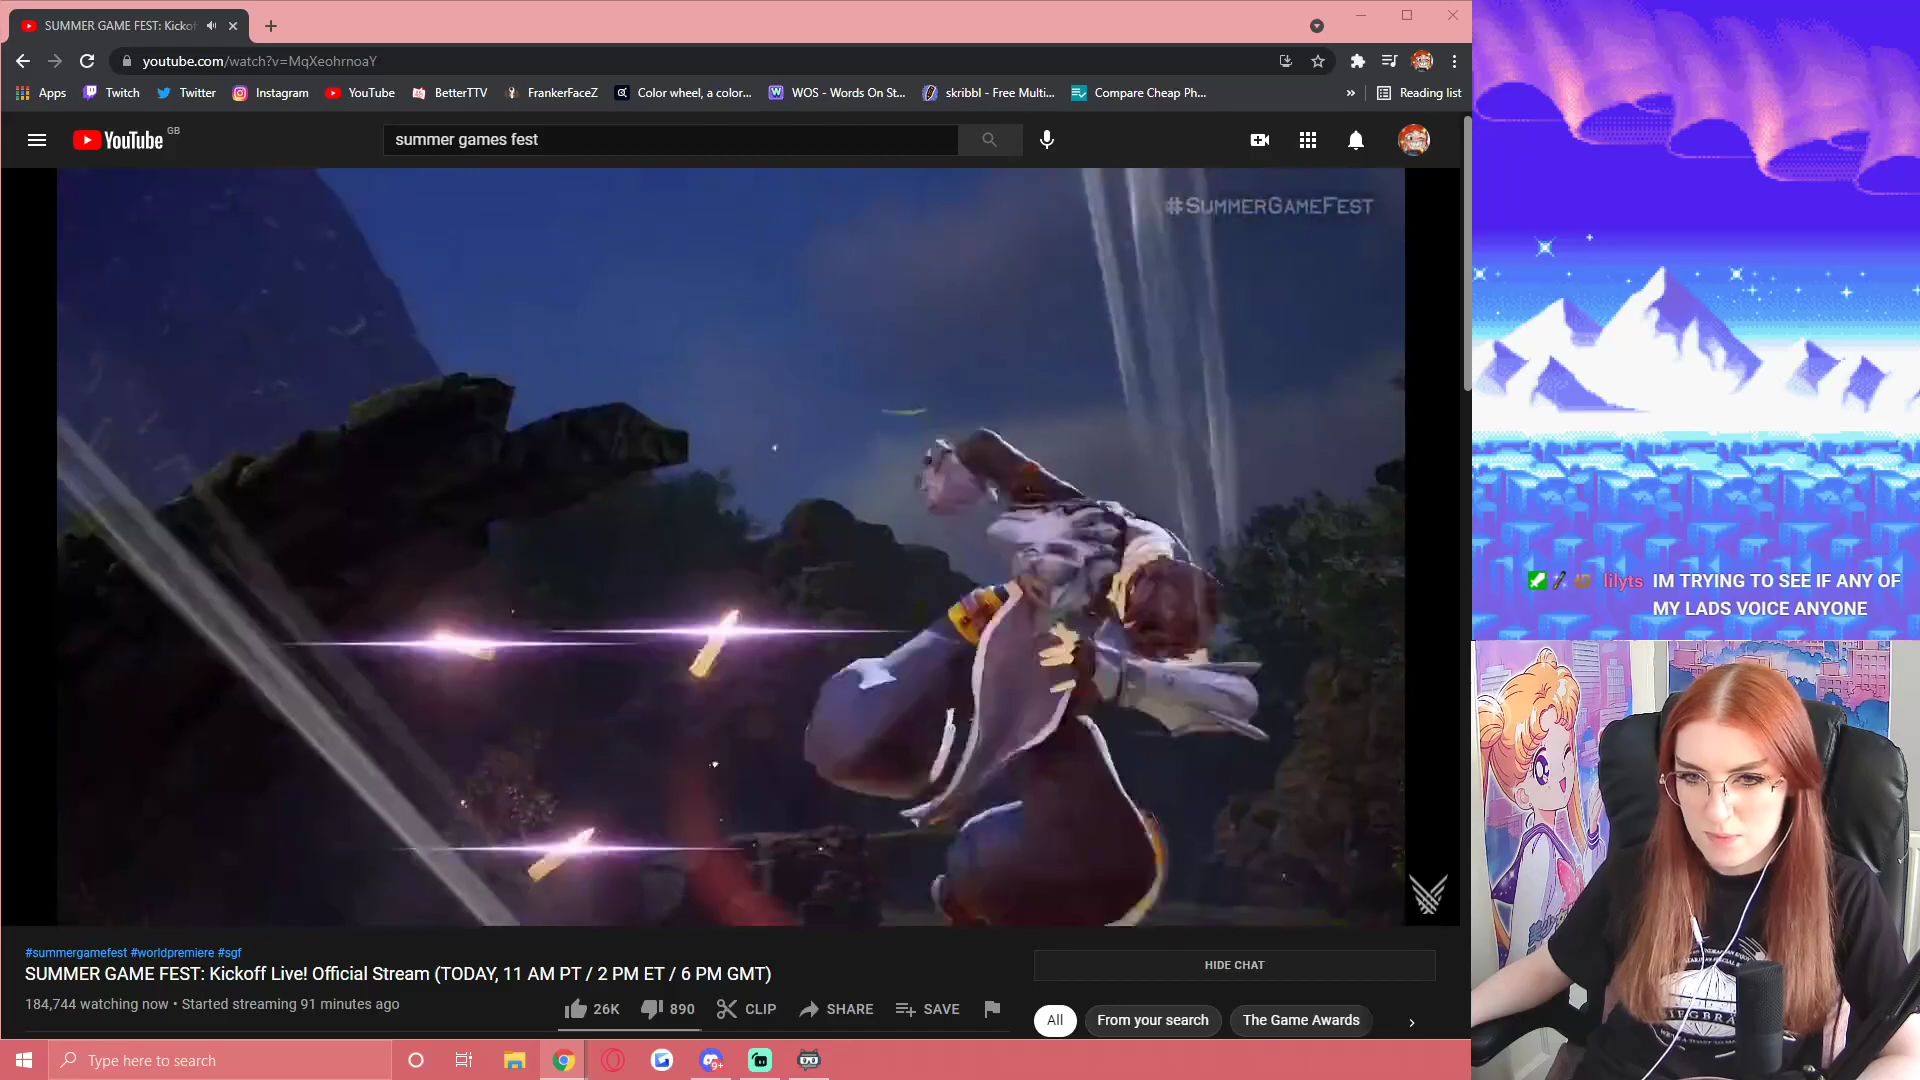 SUMMER GAME FEST: Kicko
youtube.com/watch?v=MqXeohrnoaY
Apps Twitch Twitter Instagram YouTube BetterTTV FrankerFaceZ Color wheel, a color... WOS - Words On St... skribbl - Free Multi... Compare Cheap Ph... » Reading list
YouTube GB summer games fest
#SUMMERGAMEFEST
lilyts IM TRYING TO SEE IF ANY OF
MY LADS VOICE ANYONE
#summergamefest #worldpremiere #sgf
SUMMER GAME FEST: Kickoff Live! Official Stream (TODAY, 11 AM PT / 2 PM ET / 6 PM GMT)
HIDE CHAT
184,744 watching now • Started streaming 91 minutes ago
26K 890 CLIP SHARE SAVE
All From your search The Game Awards
Type here to search
9+